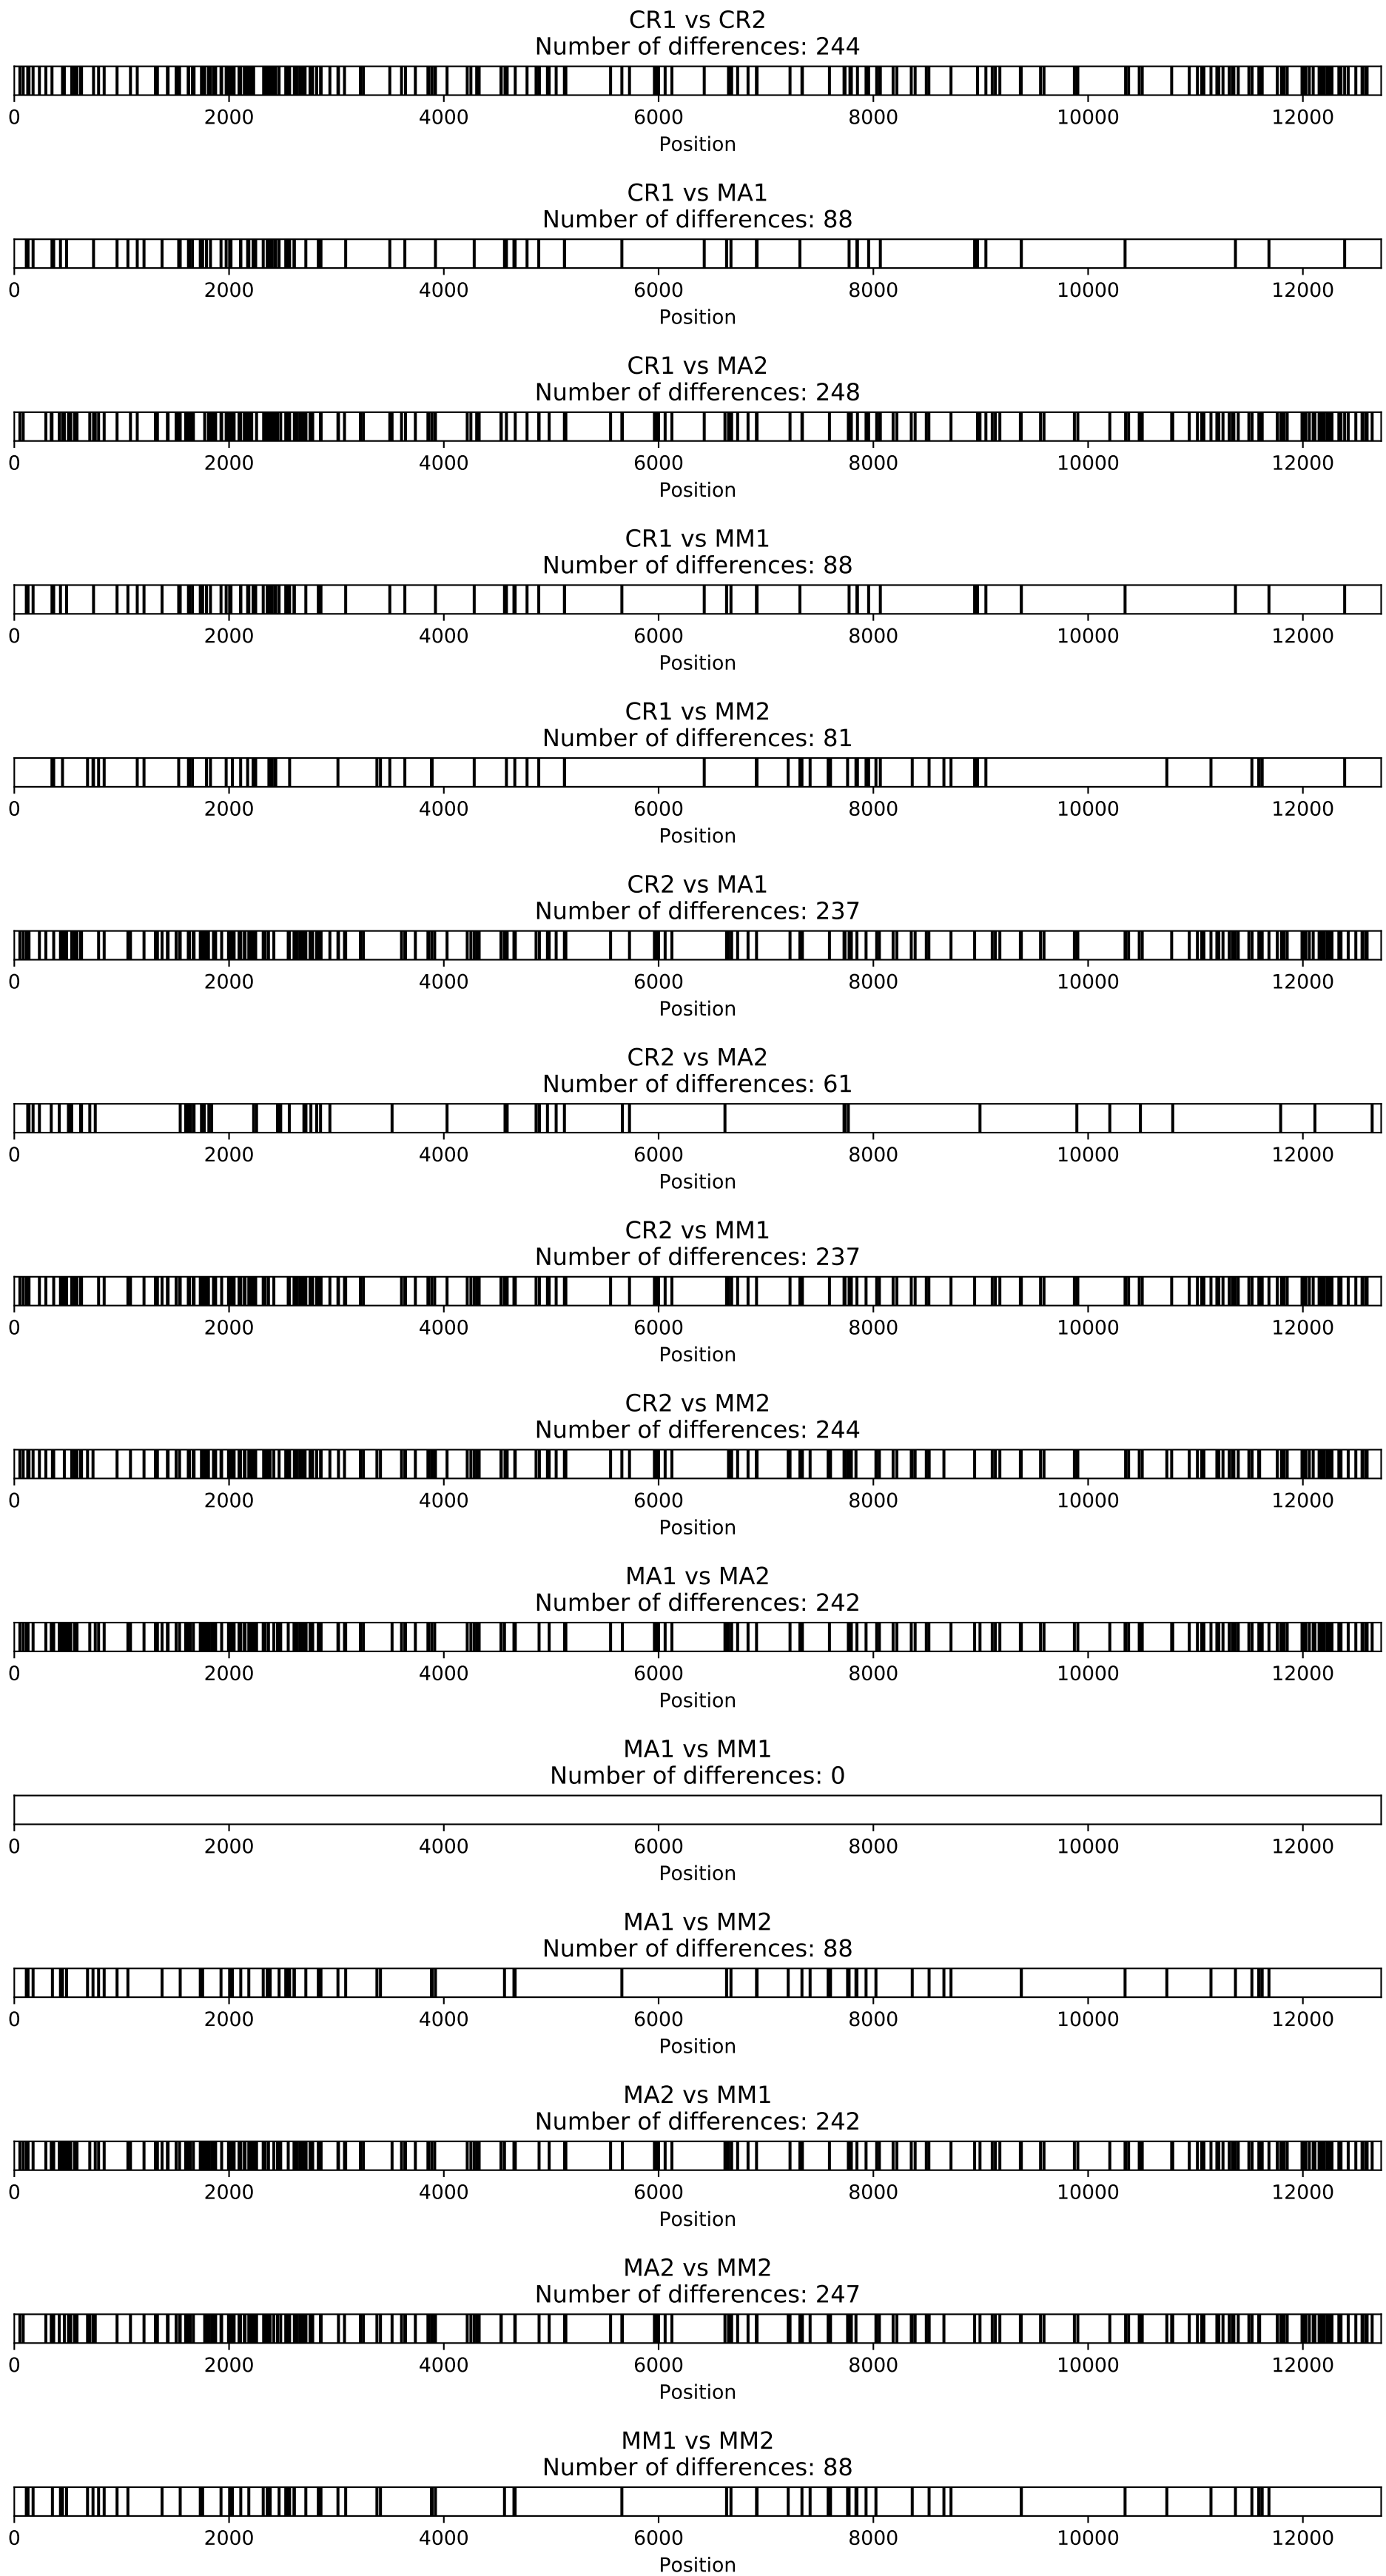 CR1 vs CR2
Number of differences: 244
0 2000 4000 6000 8000 10000 12000
Position
CR1 vs MA1
Number of differences: 88
0 2000 4000 6000 8000 10000 12000
Position
CR1 vs MA2
Number of differences: 248
0 2000 4000 6000 8000 10000 12000
Position
CR1 vs MM1
Number of differences: 88
0 2000 4000 6000 8000 10000 12000
Position
CR1 vs MM2
Number of differences: 81
0 2000 4000 6000 8000 10000 12000
Position
CR2 vs MA1
Number of differences: 237
0 2000 4000 6000 8000 10000 12000
Position
CR2 vs MA2
Number of differences: 61
0 2000 4000 6000 8000 10000 12000
Position
CR2 vs MM1
Number of differences: 237
0 2000 4000 6000 8000 10000 12000
Position
CR2 vs MM2
Number of differences: 244
0 2000 4000 6000 8000 10000 12000
Position
MA1 vs MA2
Number of differences: 242
0 2000 4000 6000 8000 10000 12000
Position
MA1 vs MM1
Number of differences: 0
0 2000 4000 6000 8000 10000 12000
Position
MA1 vs MM2
Number of differences: 88
0 2000 4000 6000 8000 10000 12000
Position
MA2 vs MM1
Number of differences: 242
0 2000 4000 6000 8000 10000 12000
Position
MA2 vs MM2
Number of differences: 247
0 2000 4000 6000 8000 10000 12000
Position
MM1 vs MM2
Number of differences: 88
0 2000 4000 6000 8000 10000 12000
Position